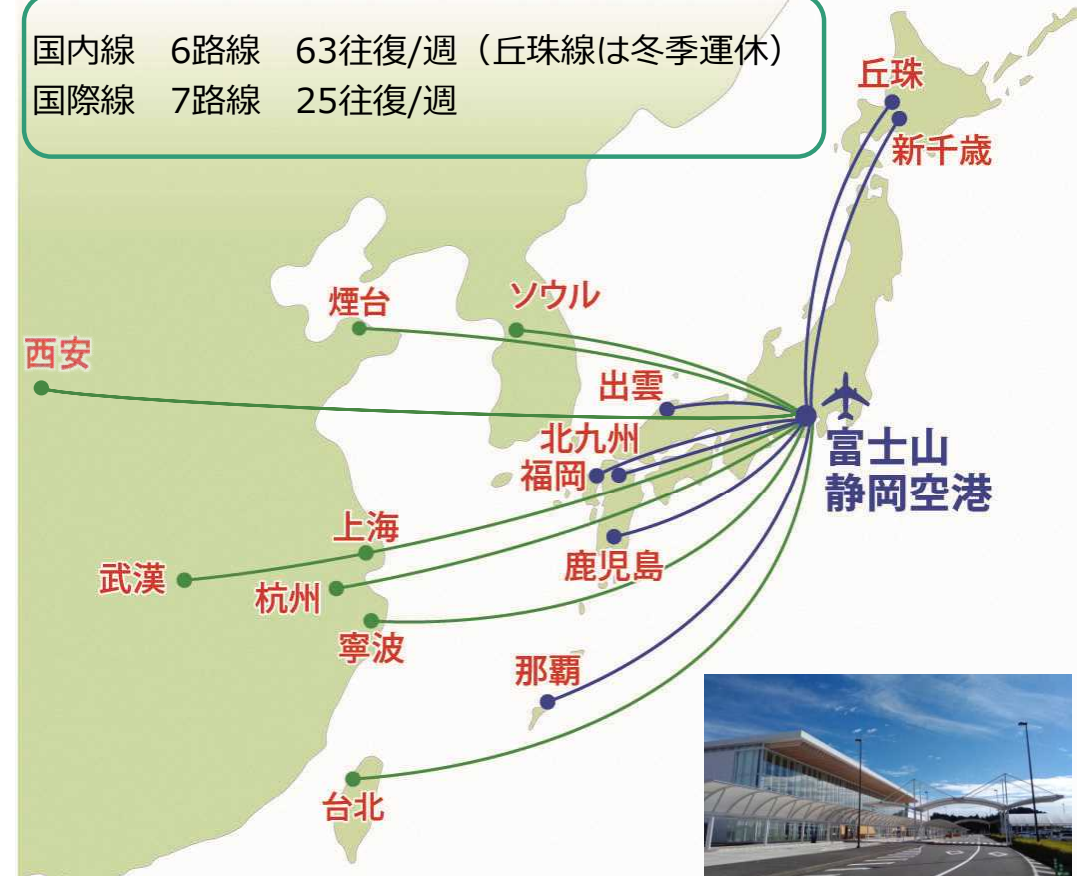 国内線　6路線　63往復/週（丘珠線は冬季運休）
国際線　7路線　25往復/週
丘珠
新千歳
煙台
ソウル
西安
出雲
北九州
福岡
富士山
静岡空港
上海
武漢
杭州
鹿児島
寧波
那覇
台北